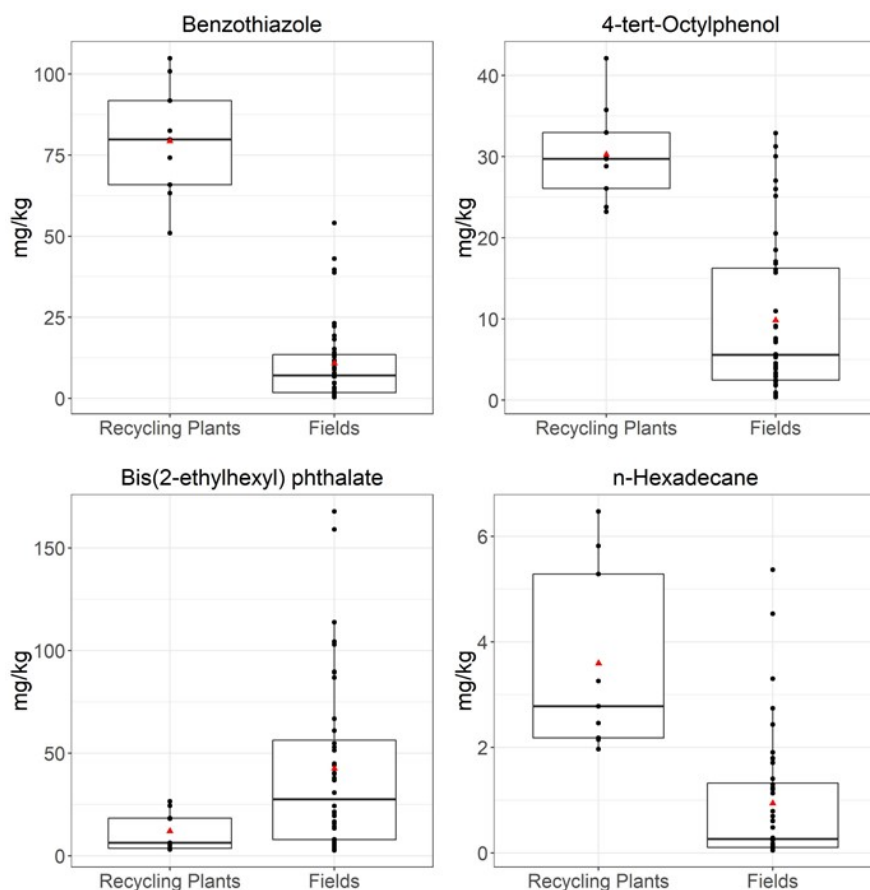 Benzothiazole
mg/kg
100
75
50
25
0
Recycling Plants Fields
4-tert-Octylphenol
mg/kg
40
30
20
10
0
Recycling Plants Fields
Bis(2-ethylhexyl) phthalate
mg/kg
150
100
50
0
Recycling Plants Fields
n-Hexadecane
mg/kg
6
4
2
0
Recycling Plants Fields